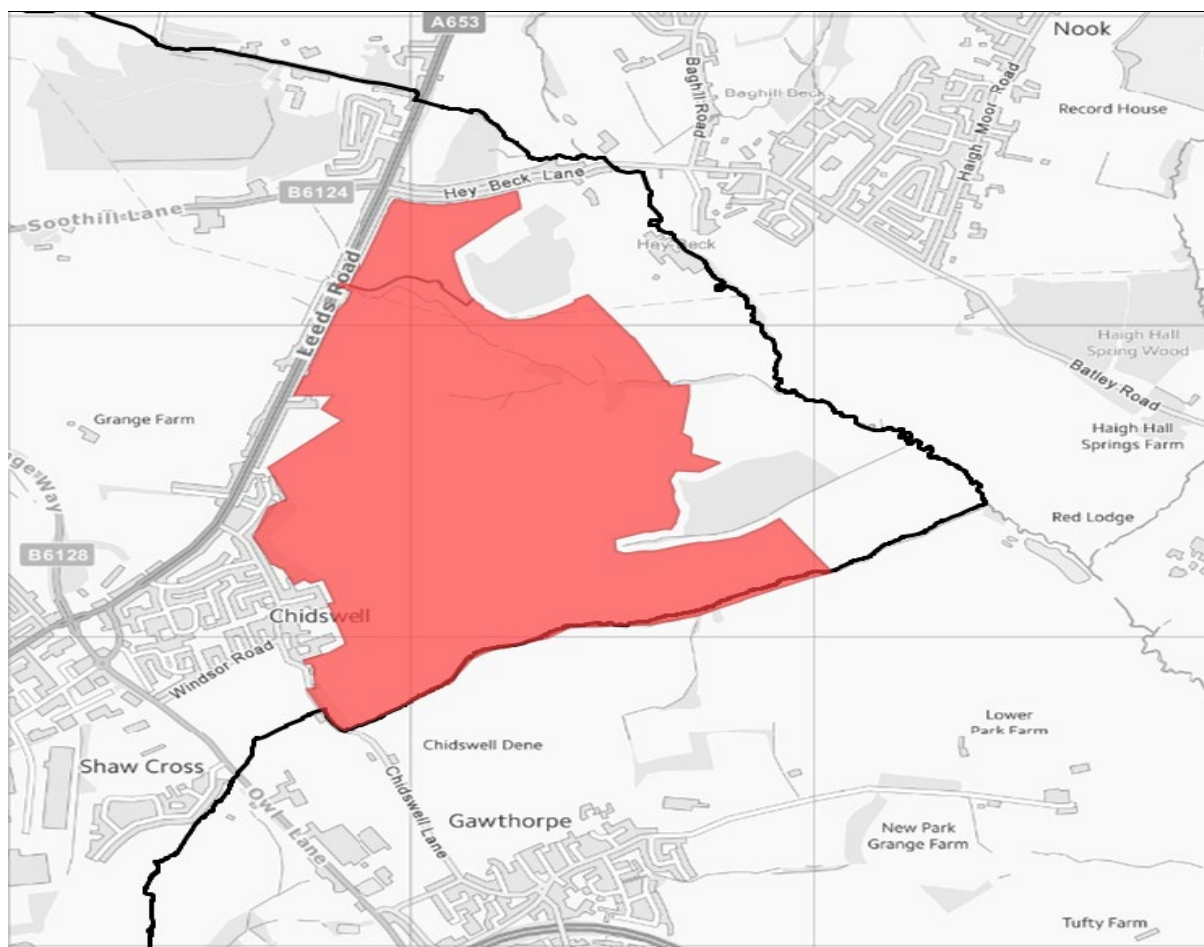 A653
Nook
Baghill Road
Baghill Beck
Haigh Moor Road
Record House
Hey Beck Lane
B6124
Soothill Lane
Hey Beck
Leeds Road
Haigh Hall
Spring Wood
Batley Road
Grange Farm
Haigh Hall
Springs Farm
ge Way
Red Lodge
B6128
Chidswell
Windsor Road
Lower
Park Farm
Chidswell Dene
Shaw Cross
Chidswell Lane
Owl Lane
Gawthorpe
New Park
Grange Farm
Tufty Farm